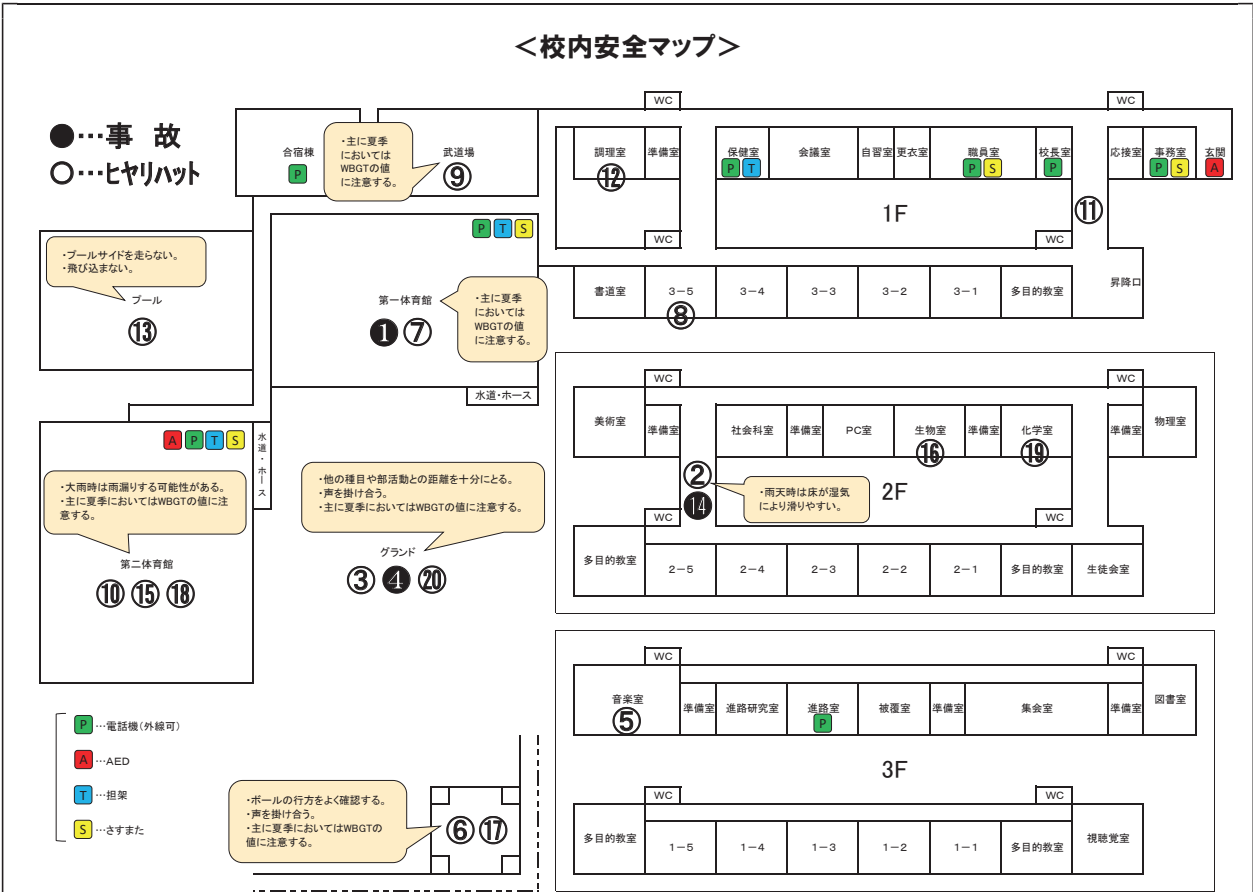 ＜校内安全マップ＞
●…事　故
○…ヒヤリハット
WC
WC
合宿棟
P
・主に夏季
においては
WBGTの値
に注意する。
武道場
⑨
調理室
⑫
準備室
保健室
P T
会議室
自習室
更衣室
職員室
P S
校長室
P
応接室
事務室
P S
玄関
A
1F
⑪
WC
WC
昇降口
書道室
3－5
⑧
3－4
3－3
3－2
3－1
多目的教室
・プールサイドを走らない。
・飛び込まない。
プール
⑬
P T S
第一体育館
❶ ⑦
・主に夏季
においては
WBGTの値
に注意する。
水道・ホース
A P T S
水道・ホース
・大雨時は雨漏りする可能性がある。
・主に夏季においてはWBGTの値に注
意する。
第二体育館
⑩ ⑮ ⑱
・他の種目や部活動との距離を十分にとる。
・声を掛け合う。
・主に夏季においてはWBGTの値に注意する。
グランド
③ ❹ ⑳
WC
WC
美術室
準備室
社会科室
準備室
PC室
生物室
⑯
準備室
化学室
⑲
準備室
物理室
②
⓮
・雨天時は床が湿気
により滑りやすい。
2F
WC
WC
多目的教室
2－5
2－4
2－3
2－2
2－1
多目的教室
生徒会室
WC
WC
音楽室
⑤
準備室
進路研究室
進路室
P
被覆室
準備室
集会室
準備室
図書室
3F
WC
WC
多目的教室
1－5
1－4
1－3
1－2
1－1
多目的教室
視聴覚室
P …電話機（外線可）
A …AED
T …担架
S …さすまた
・ボールの行方をよく確認する。
・声を掛け合う。
・主に夏季においてはWBGTの
値に注意する。
⑥ ⑰